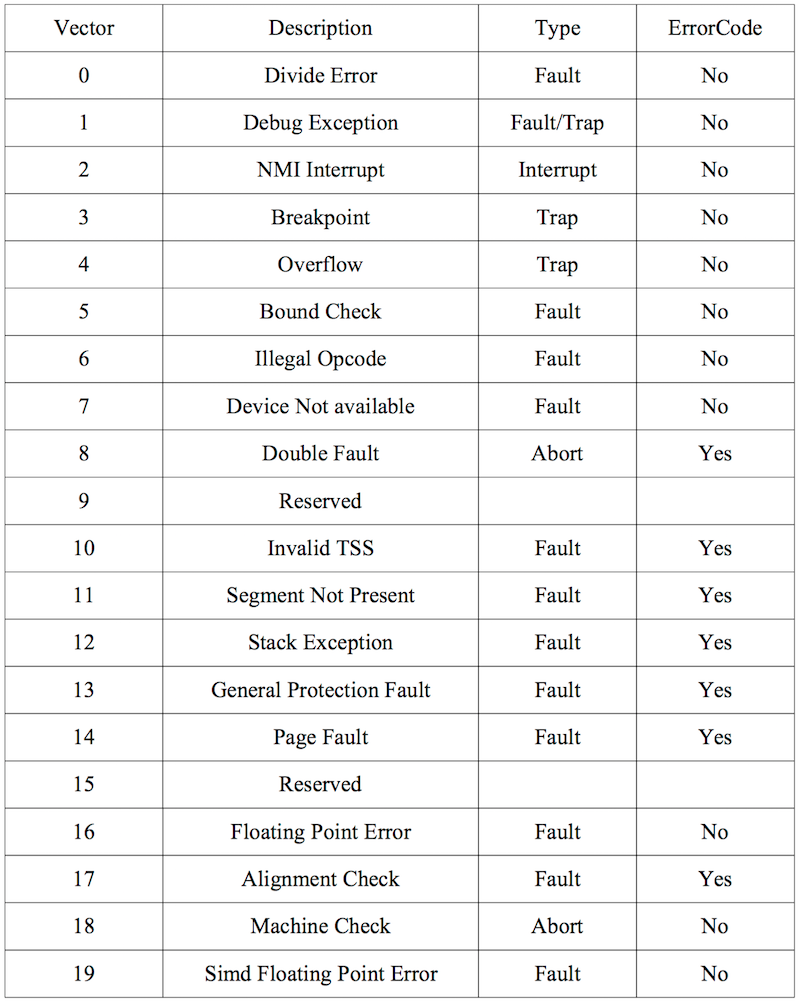 Vector Description Type ErrorCode
0 Divide Error Fault No
1 Debug Exception Fault/Trap No
2 NMI Interrupt Interrupt No
3 Breakpoint Trap No
4 Overflow Trap No
5 Bound Check Fault No
6 Illegal Opcode Fault No
7 Device Not available Fault No
8 Double Fault Abort Yes
9 Reserved
10 Invalid TSS Fault Yes
11 Segment Not Present Fault Yes
12 Stack Exception Fault Yes
13 General Protection Fault Fault Yes
14 Page Fault Fault Yes
15 Reserved
16 Floating Point Error Fault No
17 Alignment Check Fault Yes
18 Machine Check Abort No
19 Simd Floating Point Error Fault No